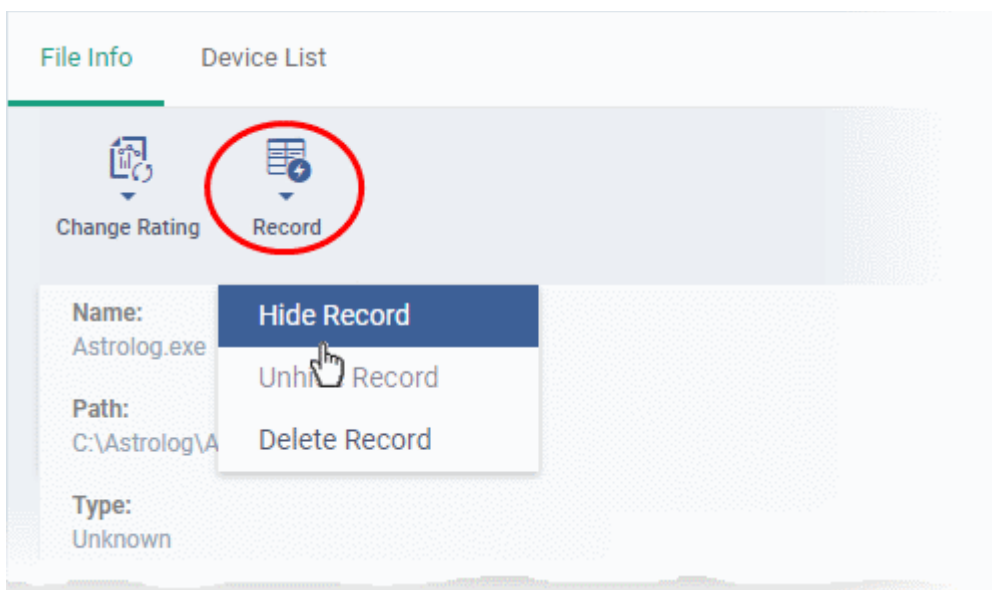 File Info Device List
Change Rating Record
Name:
Astrolog.exe
Path:
C:\Astrolog\A
Type:
Unknown
Hide Record
Record
Delete Record